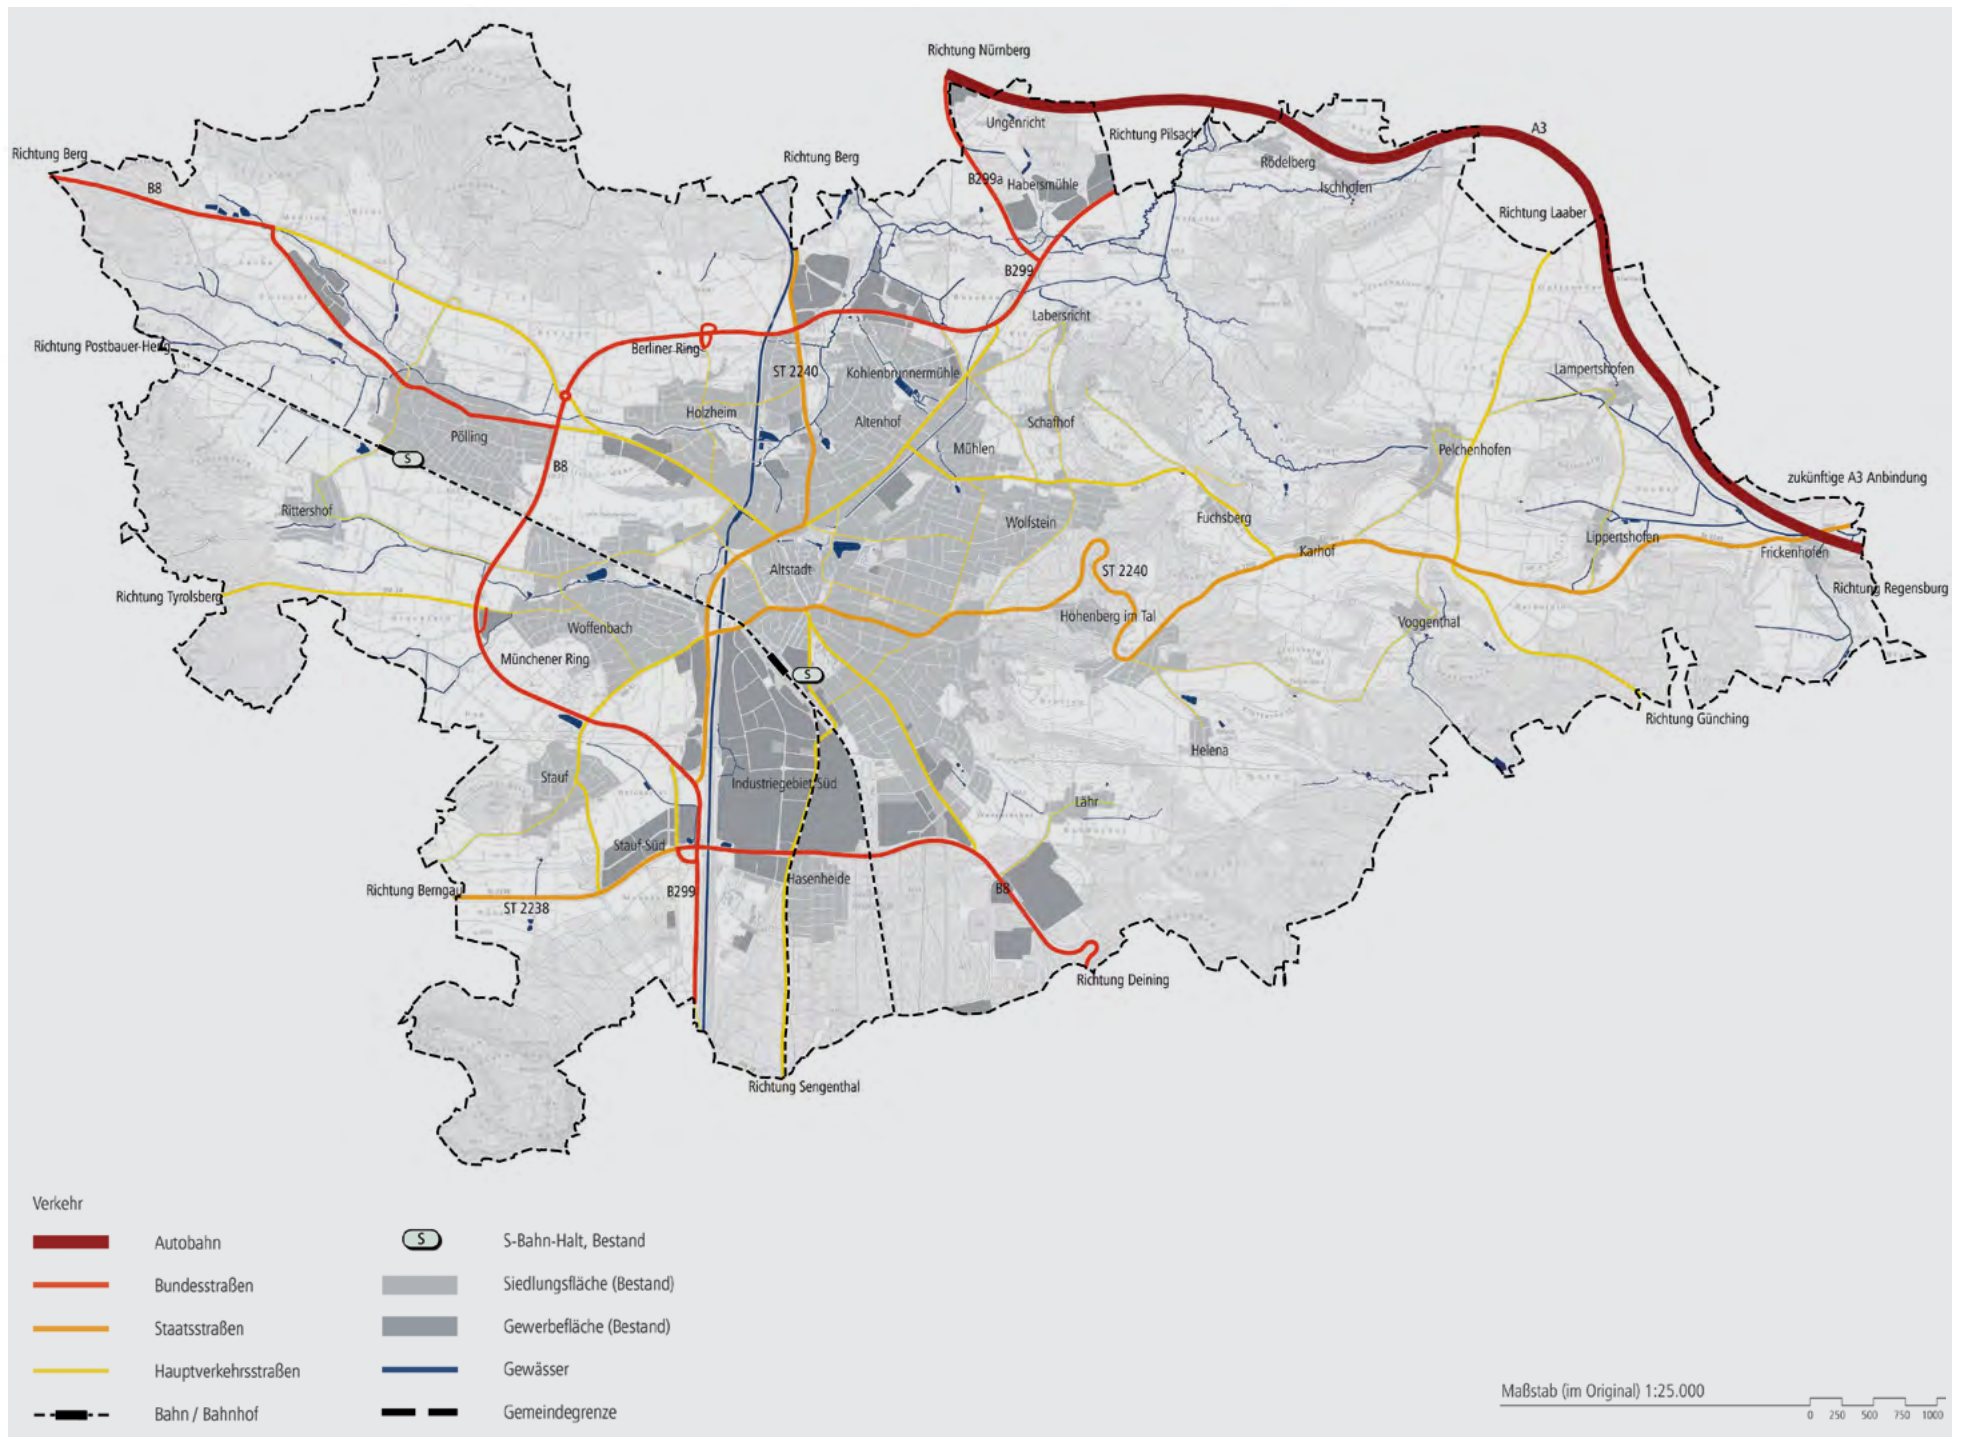 Richtung Nürnberg
Richtung Berg
Richtung Berg
Ungenricht
Richtung Pilsach
A3
B8
B299a
Habersmühle
Rödelberg
Ischhofen
Richtung Laaber
B299
Labersricht
Richtung Postbauer-Heng
Berliner Ring
ST 2240
Kohlenbrunnermühle
Lampertshofen
Holzheim
Altenhof
Schafhof
Pölling
Mühlen
Pelchenhofen
S
B8
zukünftige A3 Anbindung
Rittershof
Wolfstein
Fuchsberg
Lippertshofen
Karhof
Frickenhofen
Altstadt
ST 2240
Richtung Tyrolsberg
Richtung Regensburg
Höhenberg im Tal
Woffenbach
Voggenthal
Münchener Ring
S
Richtung Günching
Helena
Stauf
Industriegebiet Süd
Lähr
Stauf-Süd
Hasenheide
Richtung Berngau
B299
B8
ST 2238
Richtung Deining
Richtung Sengenthal
Verkehr
Autobahn
Bundesstraßen
Staatsstraßen
Hauptverkehrsstraßen
Bahn / Bahnhof
S
S-Bahn-Halt, Bestand
Siedlungsfläche (Bestand)
Gewerbefläche (Bestand)
Gewässer
Gemeindegrenze
Maßstab (im Original) 1:25.000
0 250 500 750 1000